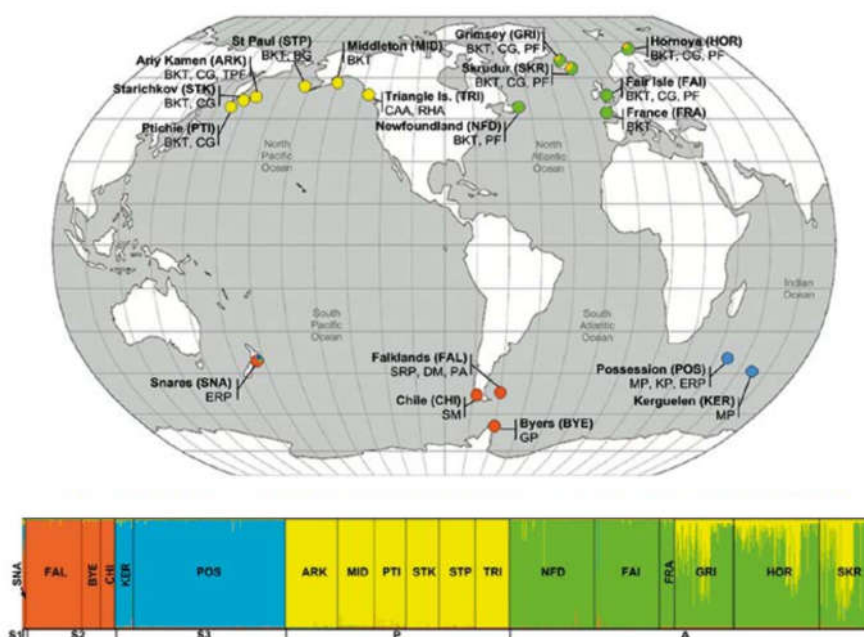 St Paul (STP)
BKT, BG
Middleton (MID)
BKT
Grimsey (GRI)
BKT, CG, PF
Hornoya (HOR)
BKT, CG, PF
Ariy Kamen (ARK)
BKT, CG, TPF
Skrudur (SKR)
BKT, CG, PF
Starichkov (STK)
BKT, CG
Triangle Is. (TRI)
CAA, RHA
Fair Isle (FAI)
BKT, CG, PF
Ptichie (PTI)
BKT, CG
Newfoundland (NFD)
BKT, PF
France (FRA)
BKT
North
Pacific
Ocean
North
Atlantic
Ocean
Indian
Ocean
South
Pacific
Ocean
South
Atlantic
Ocean
Snares (SNA)
ERP
Falklands (FAL)
SRP, DM, PA
Possession (POS)
MP, KP, ERP
Chile (CHI)
SM
Kerguelen (KER)
MP
Byers (BYE)
GP
SNA
FAL
BYE
CHI
KER
POS
ARK
MID
PTI
STK
STP
TRI
NFD
FAI
FRA
GRI
HOR
SKR
S1
S2
S3
P
A